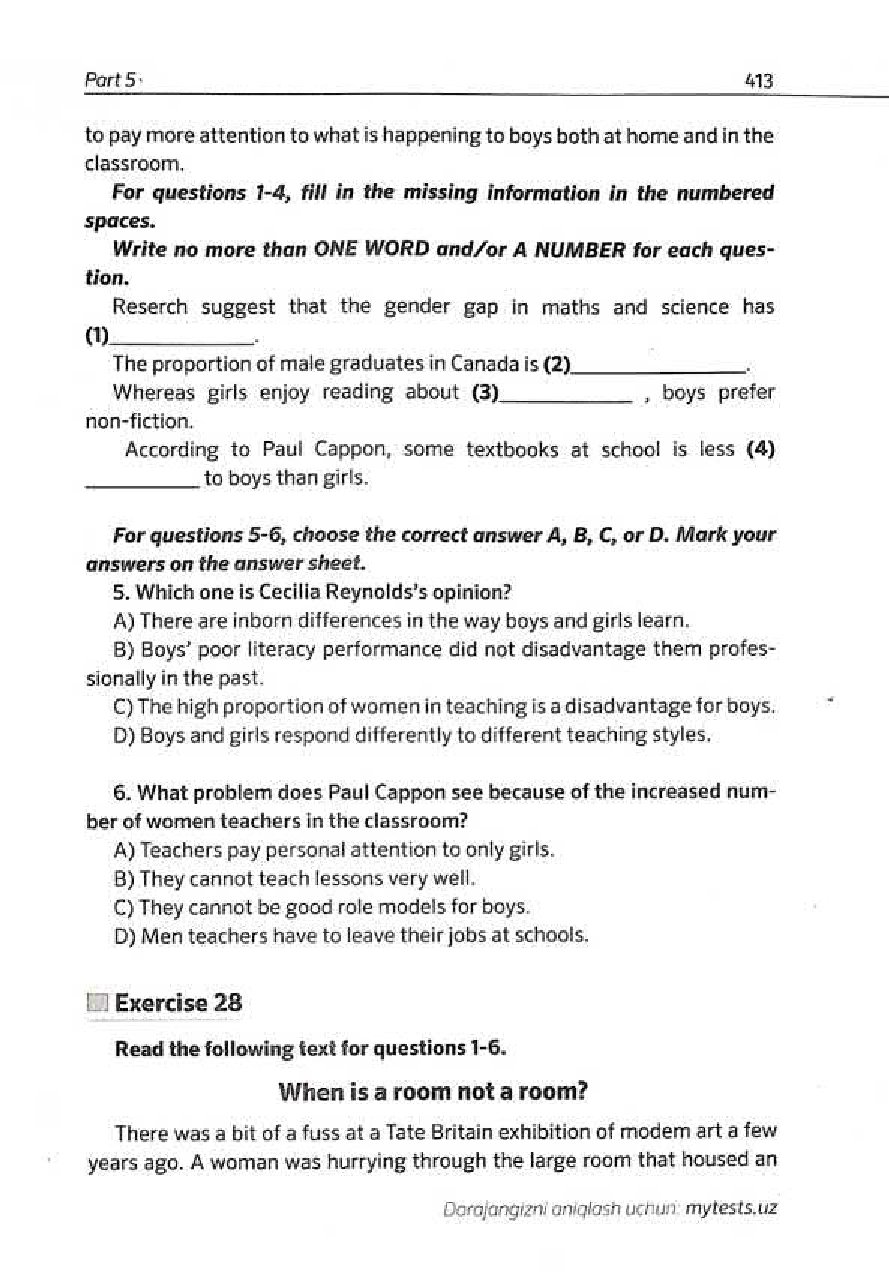 Part 5
413
to pay more attention to what is happening to boys both at home and in the
classroom.
For questions 1-4, fill in the missing information in the numbered
spaces.
Write no more than ONE WORD and/or A NUMBER for each ques-
tion.
Reserch suggest that the gender gap in maths and science has
(1)______________.
The proportion of male graduates in Canada is (2)_________________.
Whereas girls enjoy reading about (3)_____________ , boys prefer
non-fiction.
According to Paul Cappon, some textbooks at school is less (4)
___________ to boys than girls.
For questions 5-6, choose the correct answer A, B, C, or D. Mark your
answers on the answer sheet.
5. Which one is Cecilia Reynolds's opinion?
A) There are inborn differences in the way boys and girls learn.
B) Boys' poor literacy performance did not disadvantage them profes-
sionally in the past.
C) The high proportion of women in teaching is a disadvantage for boys.
D) Boys and girls respond differently to different teaching styles.
6. What problem does Paul Cappon see because of the increased num-
ber of women teachers in the classroom?
A) Teachers pay personal attention to only girls.
B) They cannot teach lessons very well.
C) They cannot be good role models for boys.
D) Men teachers have to leave their jobs at schools.
Exercise 28
Read the following text for questions 1-6.
When is a room not a room?
There was a bit of a fuss at a Tate Britain exhibition of modem art a few
years ago. A woman was hurrying through the large room that housed an
Darajangizni aniqlash uchun: mytests.uz